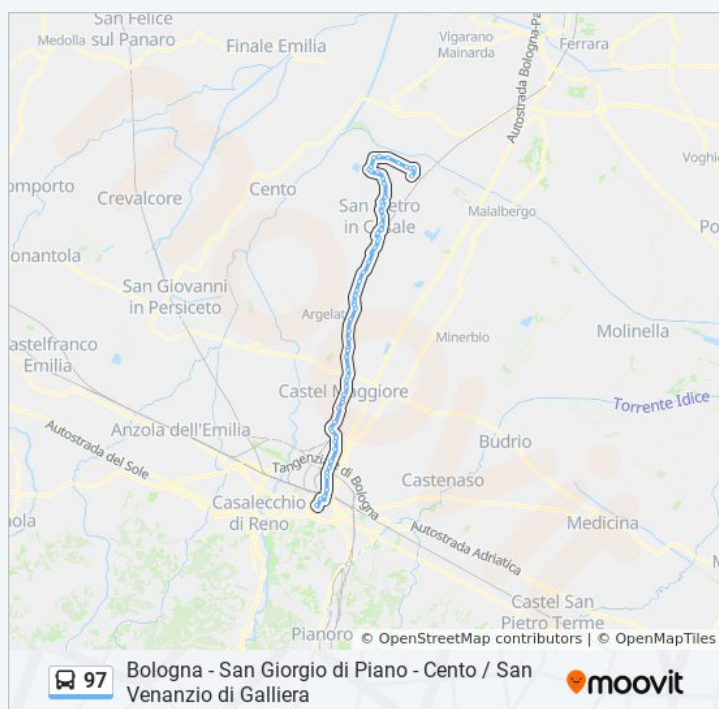 San Felice
sul Panaro
Medolla
Finale Emilia
Vigarano
Mainarda
Ferrara
Autostrada Bologna-Pa
Voghi
omporto
Crevalcore
Cento
San Pietro
in Casale
Malalbergo
Po
onantola
San Giovanni
in Persiceto
Argelat
Minerbio
Molinella
astelfranco
Emilia
Castel Maggiore
Torrente Idice
Autostrada del Sole
Anzola dell'Emilia
Budrio
Tangenziale di Bologna
Castenaso
nola
Casalecchio
di Reno
Medicina
Autostrada Adriatica
M
Castel San
Pietro Terme
Pianoro
© OpenStreetMap contributors | © OpenMapTiles
97 Bologna - San Giorgio di Piano - Cento / San
Venanzio di Galliera
moovit